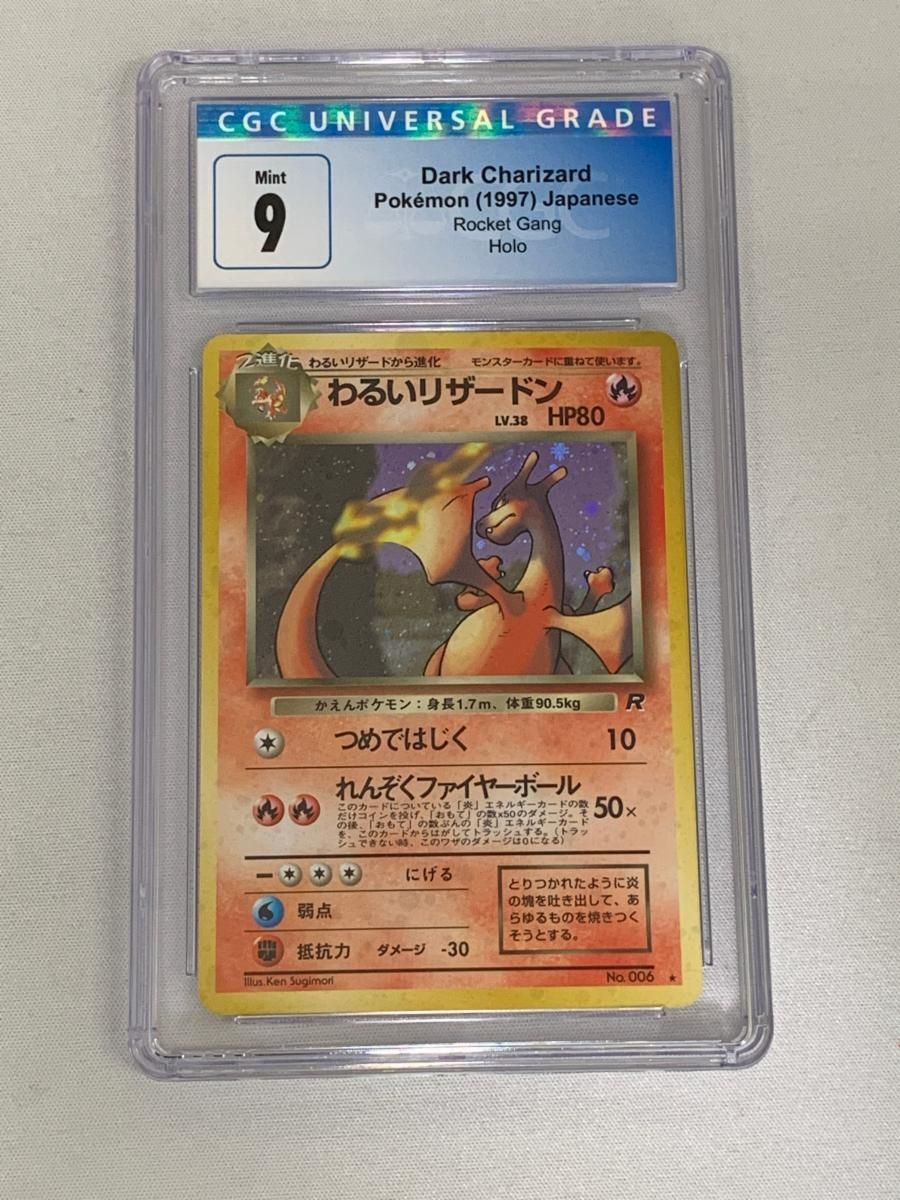 CGC UNIVERSAL GRADE
Mint
9
Dark Charizard
Pokémon (1997) Japanese
Rocket Gang
Holo
2進化
わるいリザードから進化
モンスターカードに重ねて使います。
わるいリザードン
LV.38 HP80
かえんポケモン：身長1.7m、体重90.5kg
R
つめではじく 10
れんぞくファイヤーボール
50×
このカードについている「炎」エネルギーカードの数
だけコインを投げ、「おもて」の数x50のダメージ。そ
の後、「おもて」の数ぶんの「炎」エネルギーカード
を、このカードからはがしてトラッシュする。（トラッ
シュできない時、このワザのダメージは0になる）
にげる
弱点
抵抗力 ダメージ -30
とりつかれたように炎
の塊を吐き出して、あ
らゆるものを焼きつく
そうとする。
Illus.Ken Sugimori
No. 006 ★